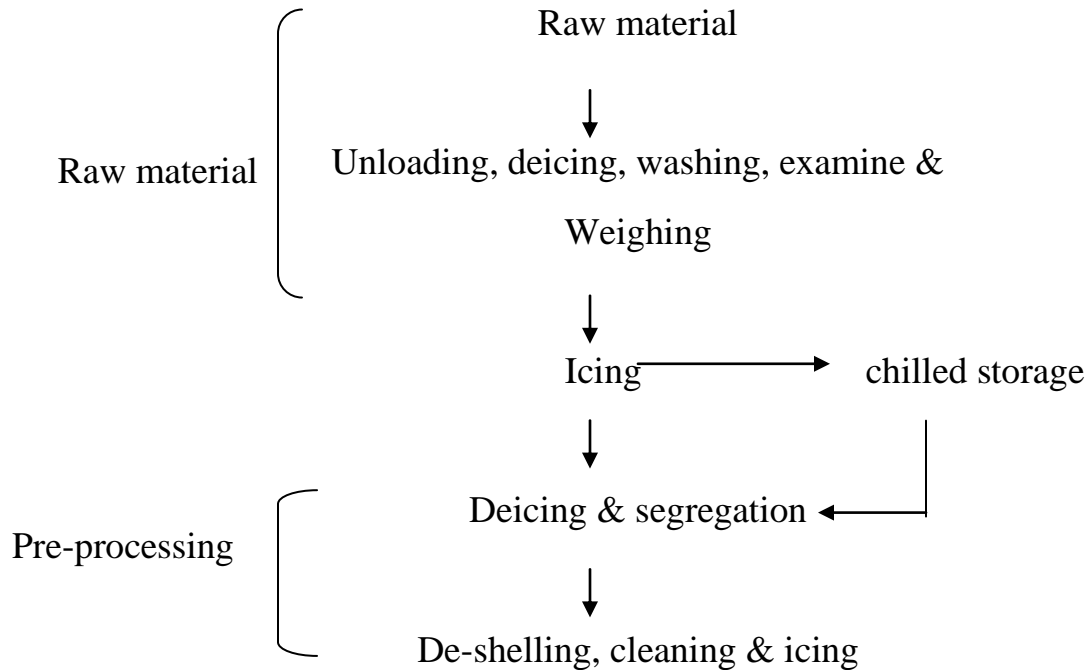 Raw material
Raw material
Unloading, deicing, washing, examine &
Weighing
Icing
chilled storage
Pre-processing
Deicing & segregation
De-shelling, cleaning & icing